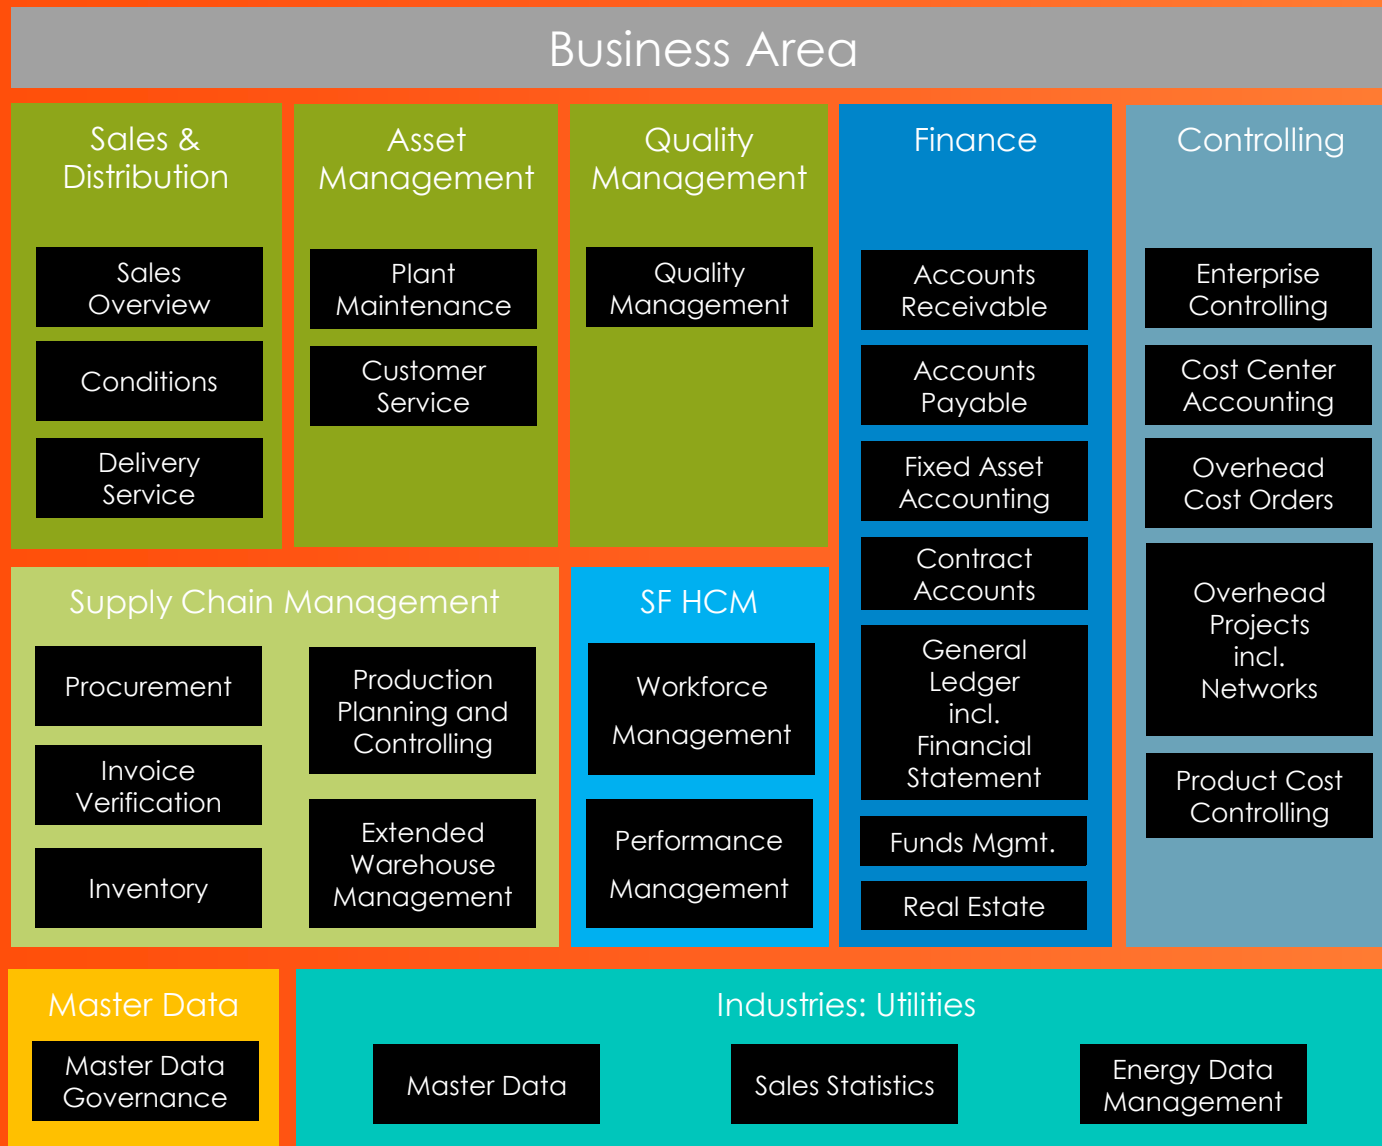 Business Area
Sales &
Distribution
Sales
Overview
Conditions
Delivery
Service
Asset
Management
Plant
Maintenance
Customer
Service
Quality
Management
Quality
Management
Finance
Accounts
Receivable
Accounts
Payable
Fixed Asset
Accounting
Contract
Accounts
General
Ledger
incl.
Financial
Statement
Funds Mgmt.
Real Estate
Controlling
Enterprise
Controlling
Cost Center
Accounting
Overhead
Cost Orders
Overhead
Projects
incl.
Networks
Product Cost
Controlling
Supply Chain Management
Procurement
Invoice
Verification
Inventory
Production
Planning and
Controlling
Extended
Warehouse
Management
SF HCM
Workforce
Management
Performance
Management
Master Data
Master Data
Governance
Industries: Utilities
Master Data
Sales Statistics
Energy Data
Management